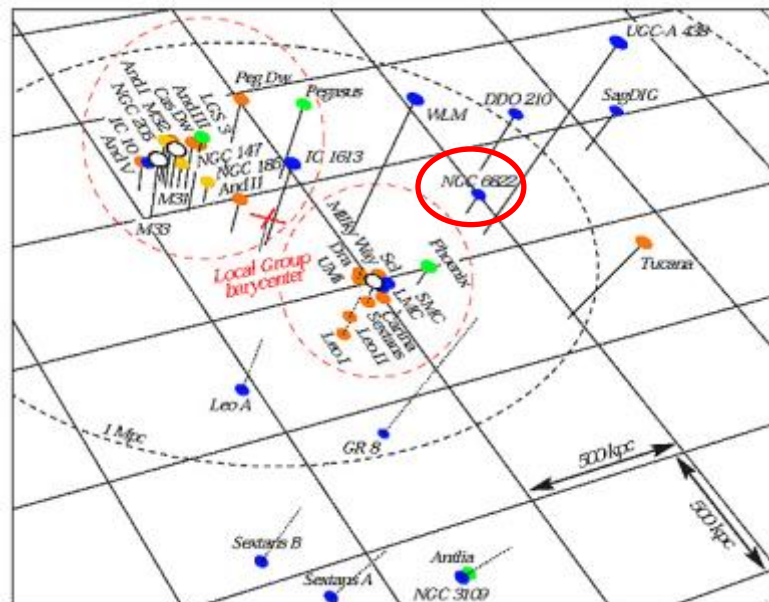 UGC-A 438
Peg Dw
Pegasus
WLM
DDO 210
SagDIG
And I
M32
Cas Dw
And III
LGS 3
NGC 205
IC 10
And V
NGC 147
NGC 185
IC 1613
NGC 6822
M31
And II
M33
Local Group
barycenter
Milky Way
Dra
UMi
Scl
Phoenix
Tucana
LMC
SMC
Carina
Sextans
Leo II
Leo I
Leo A
1 Mpc
GR 8
500 kpc
500 kpc
Sextans B
Sextans A
Antlia
NGC 3109